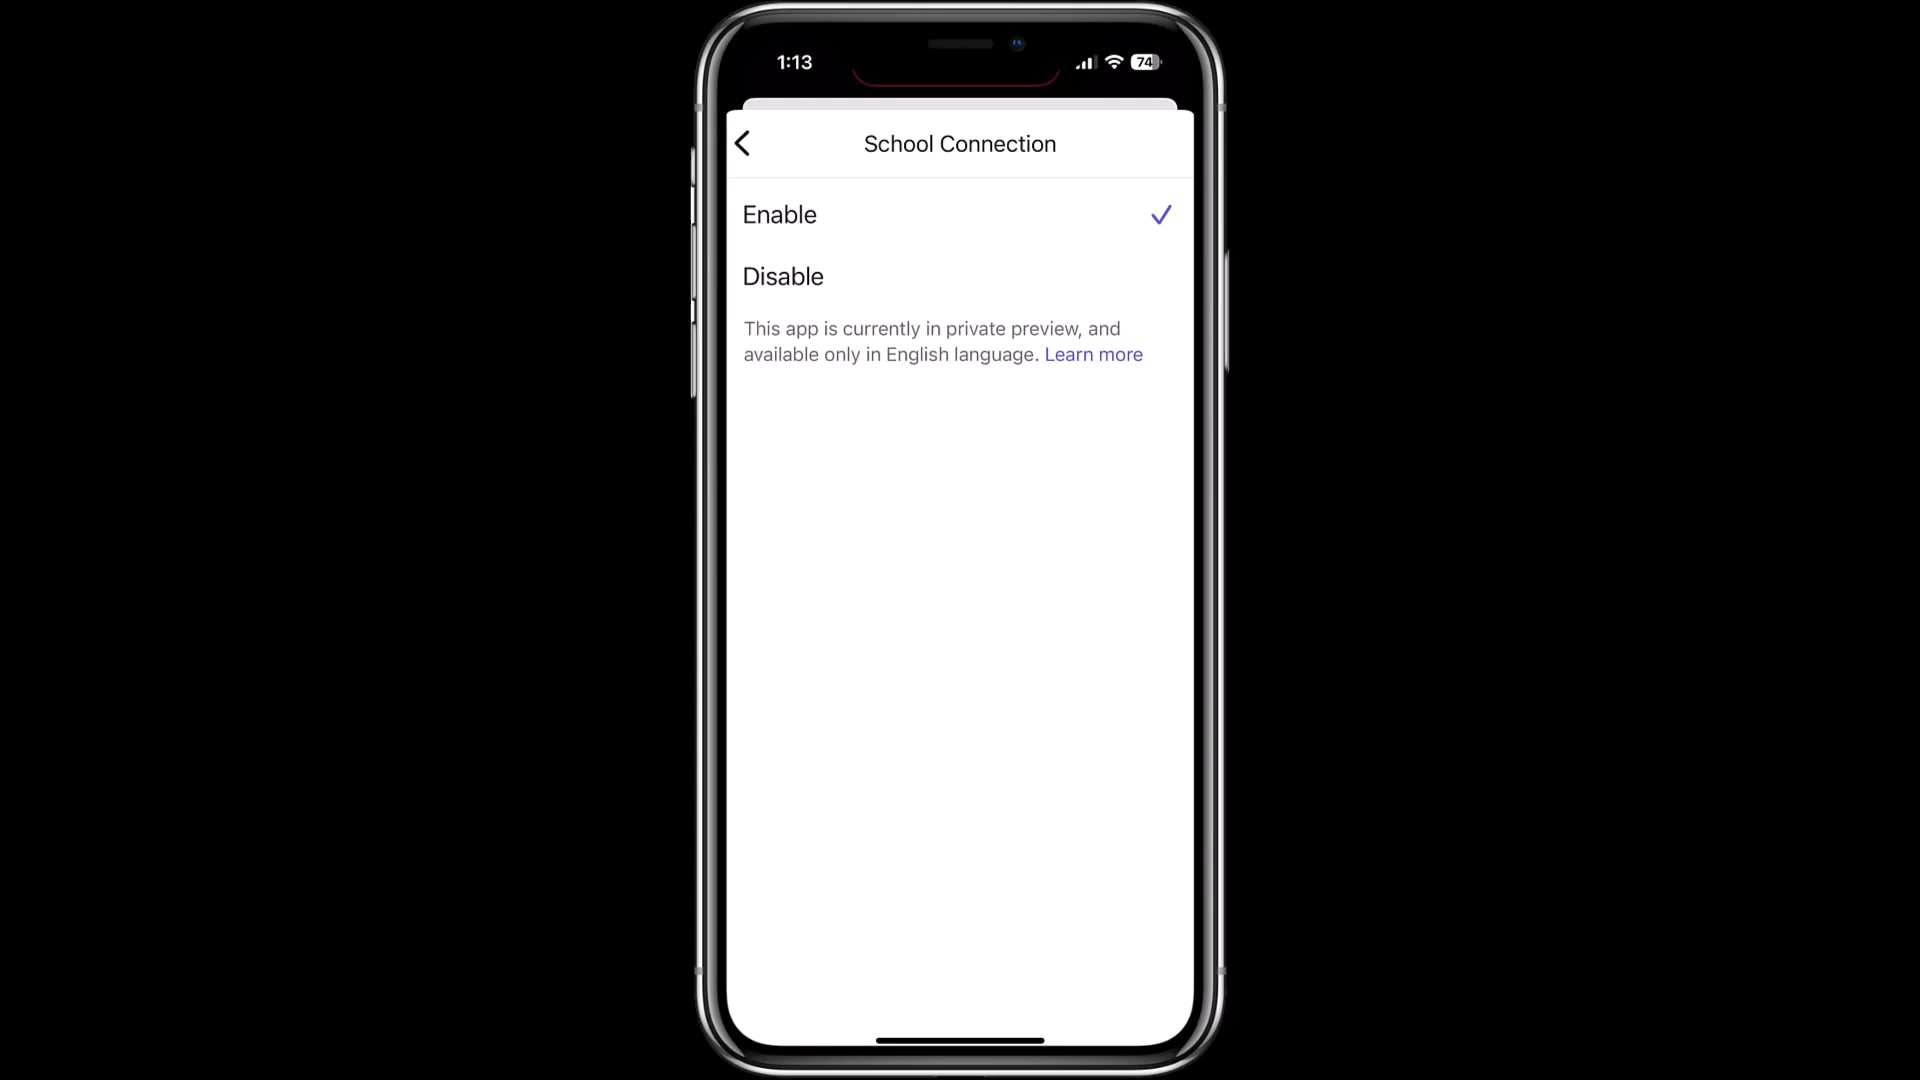 1:13
74
School Connection
Enable
Disable
This app is currently in private preview, and
available only in English language. Learn more